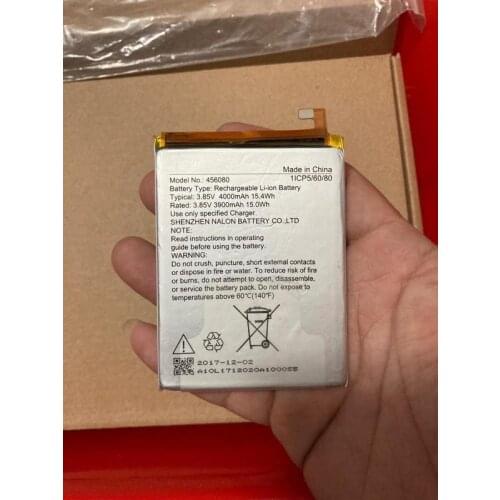 Made in China
Model No.: 456080 1ICP5/60/80
Battery Type: Rechargeable Li-ion Battery
Typical: 3.85V 4000mAh 15.4Wh
Rated: 3.85V 3900mAh 15.0Wh
Use only specified Charger
SHENZHEN NALON BATTERY CO.,LTD
NOTE:
Read instructions in operating
guide before using the battery.
Do not crush, puncture, short external contacts
or dispose in fire or water.
To reduce risk of fire or burns, do not disassemble
or service the battery pack. Do not expose to
temperatures above 60℃(140℉)
2017-12-02
A10L1712020A10005B